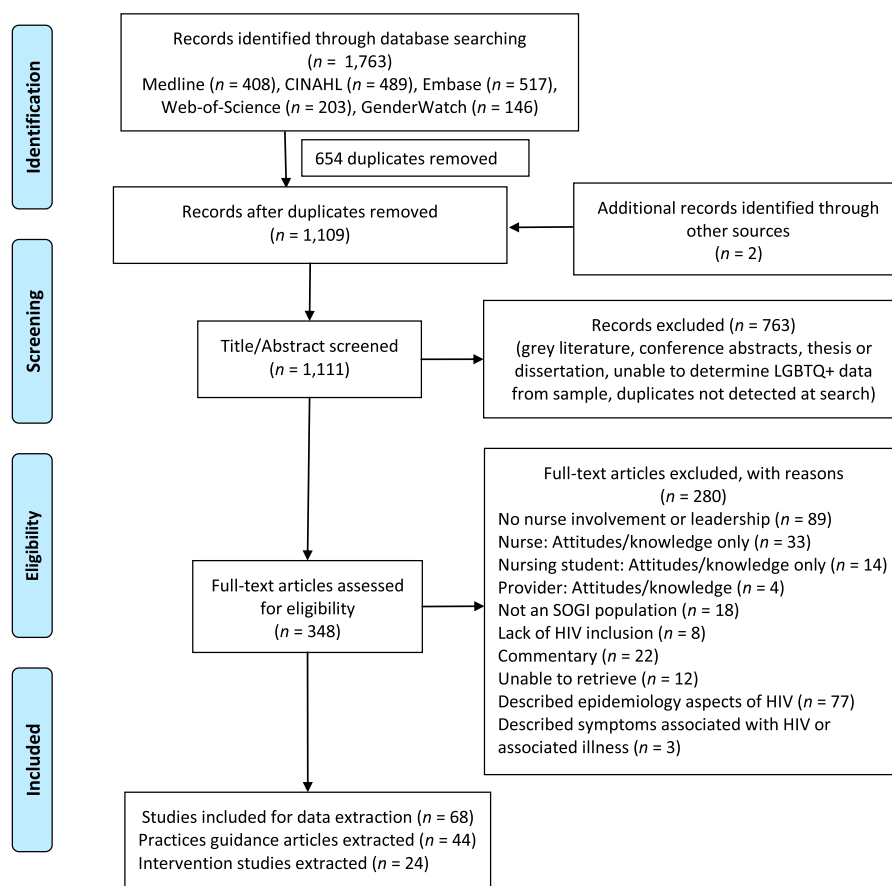 Identification
Records identified through database searching
(n = 1,763)
Medline (n = 408), CINAHL (n = 489), Embase (n = 517),
Web-of-Science (n = 203), GenderWatch (n = 146)
654 duplicates removed
Records after duplicates removed
(n = 1,109)
Additional records identified through
other sources
(n = 2)
Screening
Title/Abstract screened
(n = 1,111)
Records excluded (n = 763)
(grey literature, conference abstracts, thesis or
dissertation, unable to determine LGBTQ+ data
from sample, duplicates not detected at search)
Eligibility
Full-text articles assessed
for eligibility
(n = 348)
Full-text articles excluded, with reasons
(n = 280)
No nurse involvement or leadership (n = 89)
Nurse: Attitudes/knowledge only (n = 33)
Nursing student: Attitudes/knowledge only (n = 14)
Provider: Attitudes/knowledge (n = 4)
Not an SOGI population (n = 18)
Lack of HIV inclusion (n = 8)
Commentary (n = 22)
Unable to retrieve (n = 12)
Described epidemiology aspects of HIV (n = 77)
Described symptoms associated with HIV or
associated illness (n = 3)
Included
Studies included for data extraction (n = 68)
Practices guidance articles extracted (n = 44)
Intervention studies extracted (n = 24)